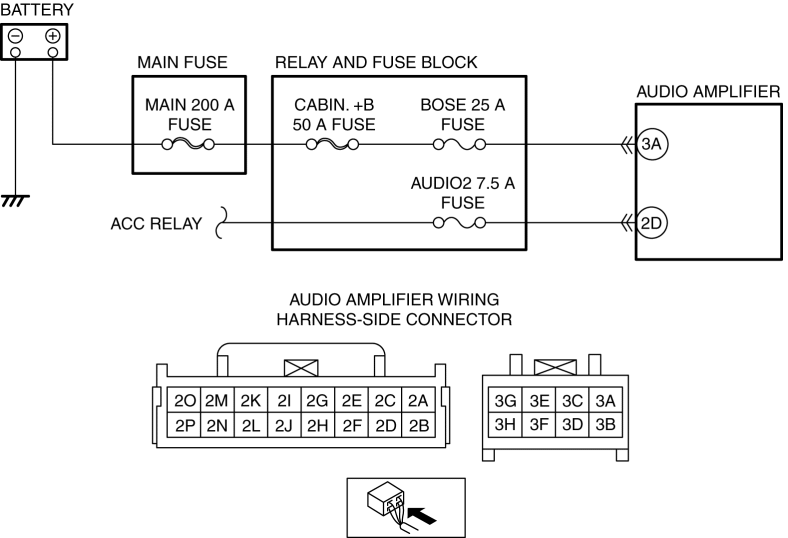 BATTERY
MAIN FUSE
RELAY AND FUSE BLOCK
AUDIO AMPLIFIER
MAIN 200 A
FUSE
CABIN. +B
50 A FUSE
BOSE 25 A
FUSE
3A
AUDIO2 7.5 A
FUSE
ACC RELAY
2D
AUDIO AMPLIFIER WIRING
HARNESS-SIDE CONNECTOR
2O 2M 2K 2I 2G 2E 2C 2A
2P 2N 2L 2J 2H 2F 2D 2B
3G 3E 3C 3A
3H 3F 3D 3B